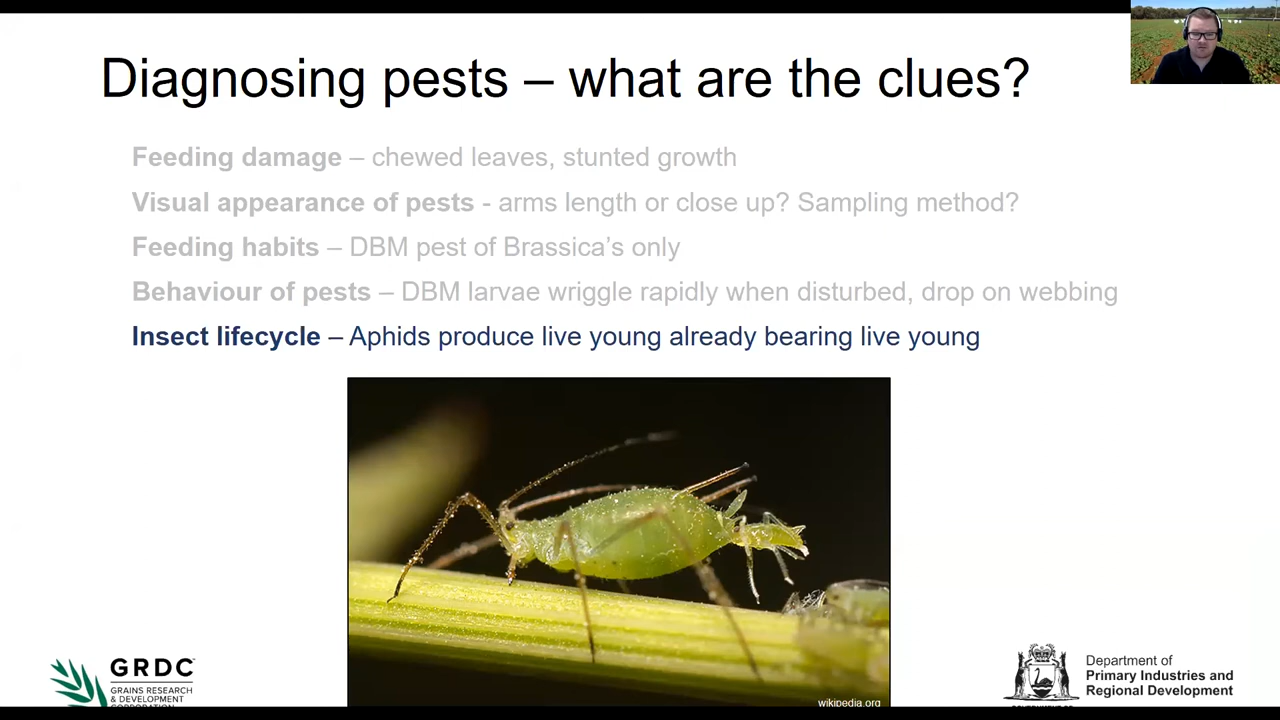 Diagnosing pests – what are the clues?
Feeding damage – chewed leaves, stunted growth
Visual appearance of pests - arms length or close up? Sampling method?
Feeding habits – DBM pest of Brassica's only
Behaviour of pests – DBM larvae wriggle rapidly when disturbed, drop on webbing
Insect lifecycle – Aphids produce live young already bearing live young
wikipedia.org
GRDC
GRAINS RESEARCH
& DEVELOPMENT
CORPORATION
Department of
Primary Industries and
Regional Development